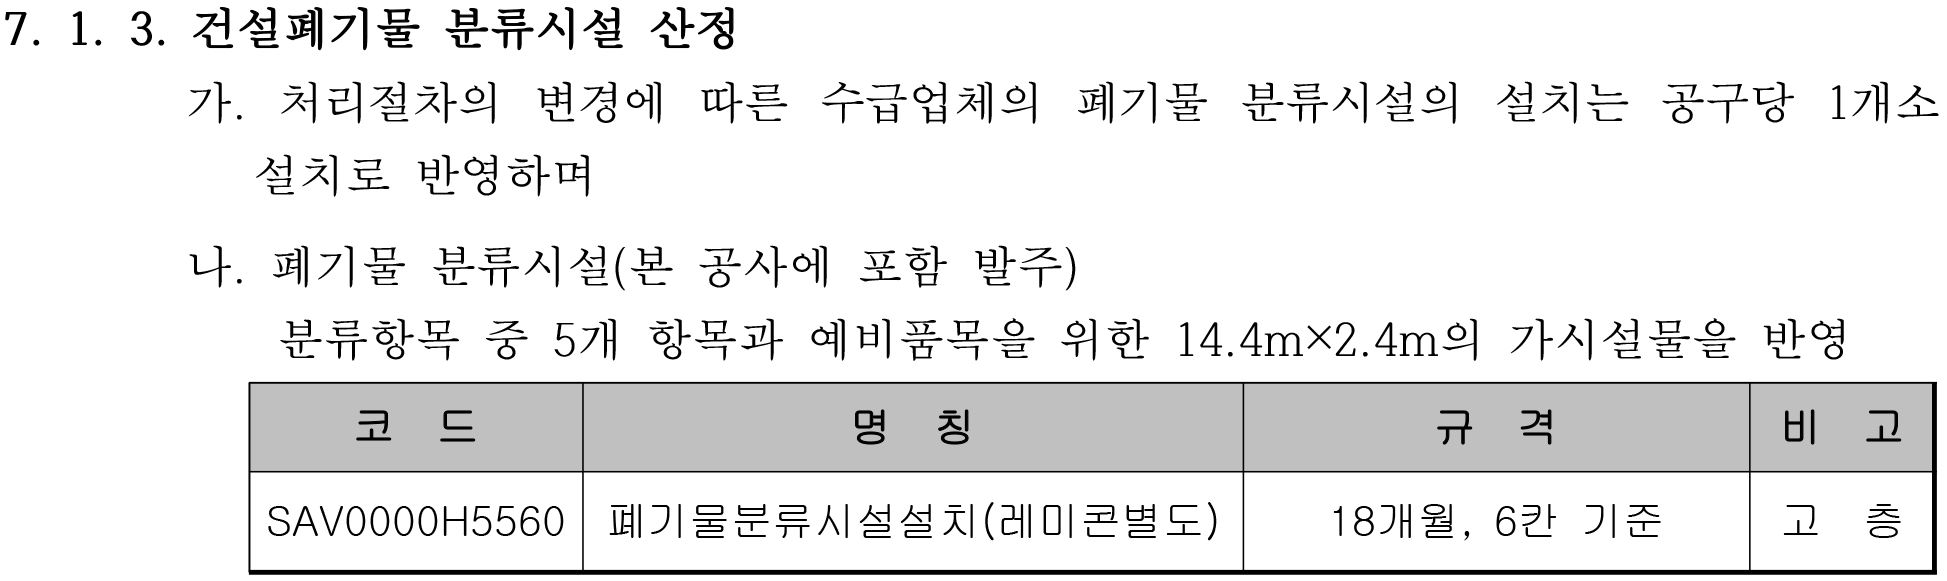 7. 1. 3. 건설폐기물 분류시설 산정
가. 처리절차의 변경에 따른 수급업체의 폐기물 분류시설의 설치는 공구당 1개소
설치로 반영하며
나. 폐기물 분류시설(본 공사에 포함 발주)
분류항목 중 5개 항목과 예비품목을 위한 14.4m×2.4m의 가시설물을 반영
코 드 명 칭 규 격 비 고
SAV0000H5560 폐기물분류시설설치(레미콘별도) 18개월, 6칸 기준 고 층